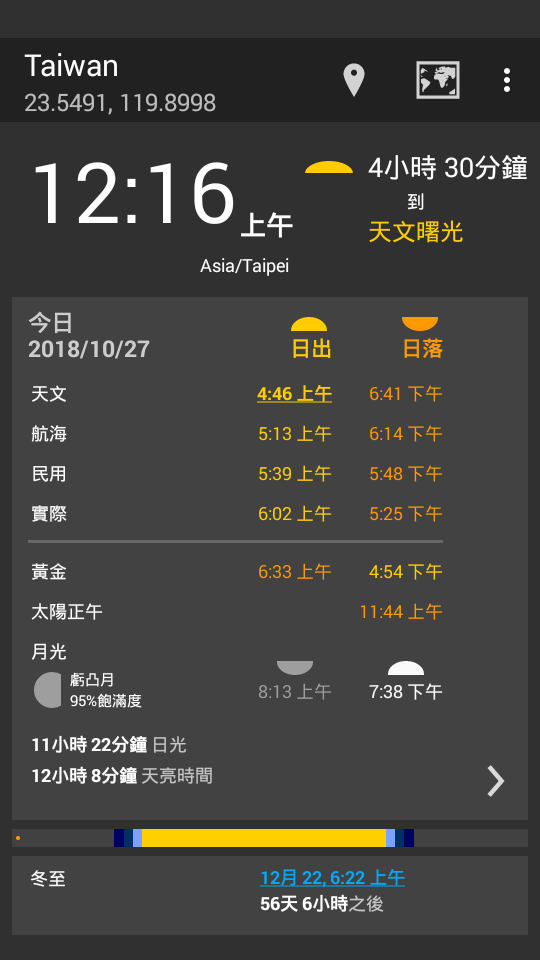 Taiwan
23.5491, 119.8998
12:16 上午
4小時 30分鐘
到
天文曙光
Asia/Taipei
今日
2018/10/27
日出 日落
天文 4:46 上午 6:41 下午
航海 5:13 上午 6:14 下午
民用 5:39 上午 5:48 下午
實際 6:02 上午 5:25 下午
黃金 6:33 上午 4:54 下午
太陽正午 11:44 上午
月光
虧凸月
95%飽滿度
8:13 上午 7:38 下午
11小時 22分鐘 日光
12小時 8分鐘 天亮時間
冬至 12月 22, 6:22 上午
56天 6小時之後